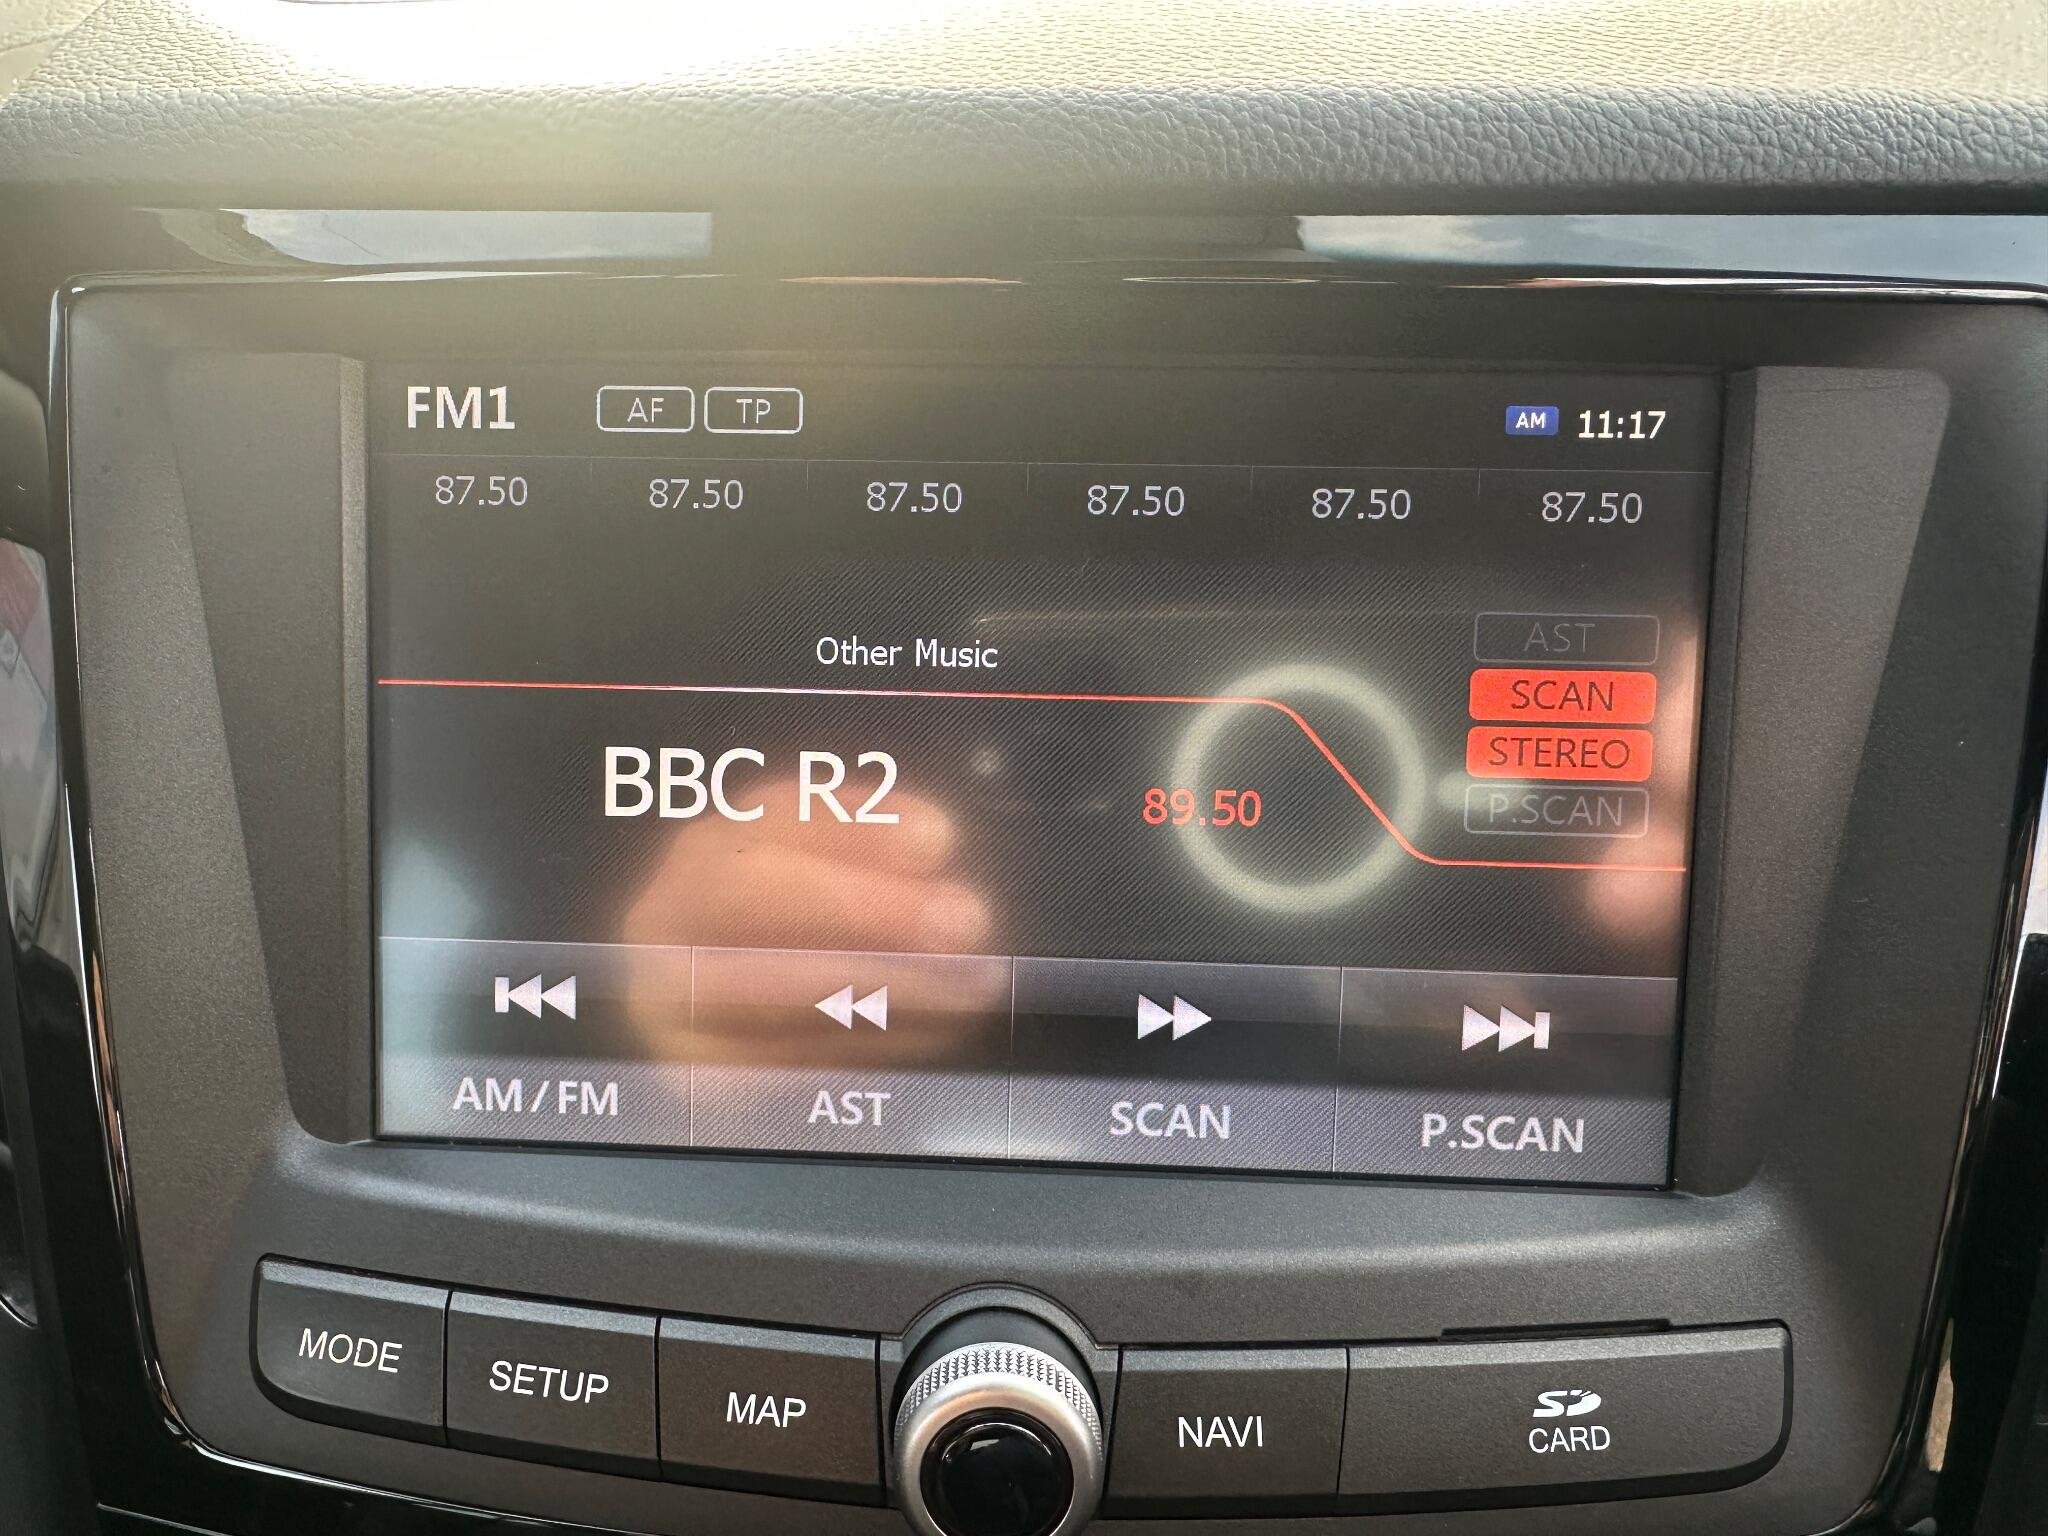 FM1 AF TP AM 11:17
87.50 87.50 87.50 87.50 87.50 87.50
Other Music
AST
SCAN
BBC R2 89.50 STEREO
P.SCAN
AM/FM AST SCAN P.SCAN
MODE SETUP MAP NAVI SD CARD